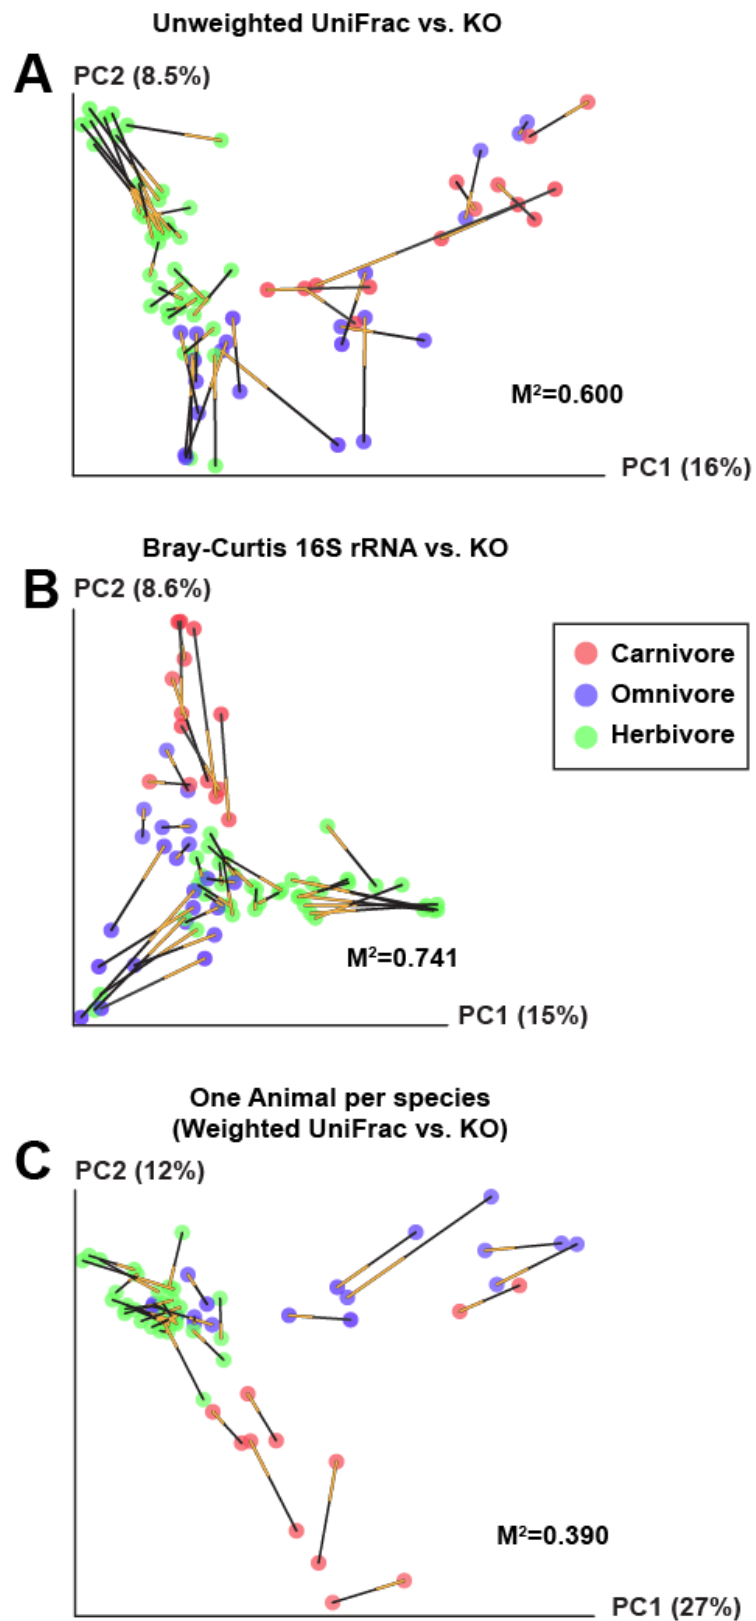 Unweighted UniFrac vs. KO
A
PC2 (8.5%)
M²=0.600
PC1 (16%)
Bray-Curtis 16S rRNA vs. KO
B
PC2 (8.6%)
Carnivore
Omnivore
Herbivore
M²=0.741
PC1 (15%)
One Animal per species
(Weighted UniFrac vs. KO)
C
PC2 (12%)
M²=0.390
PC1 (27%)